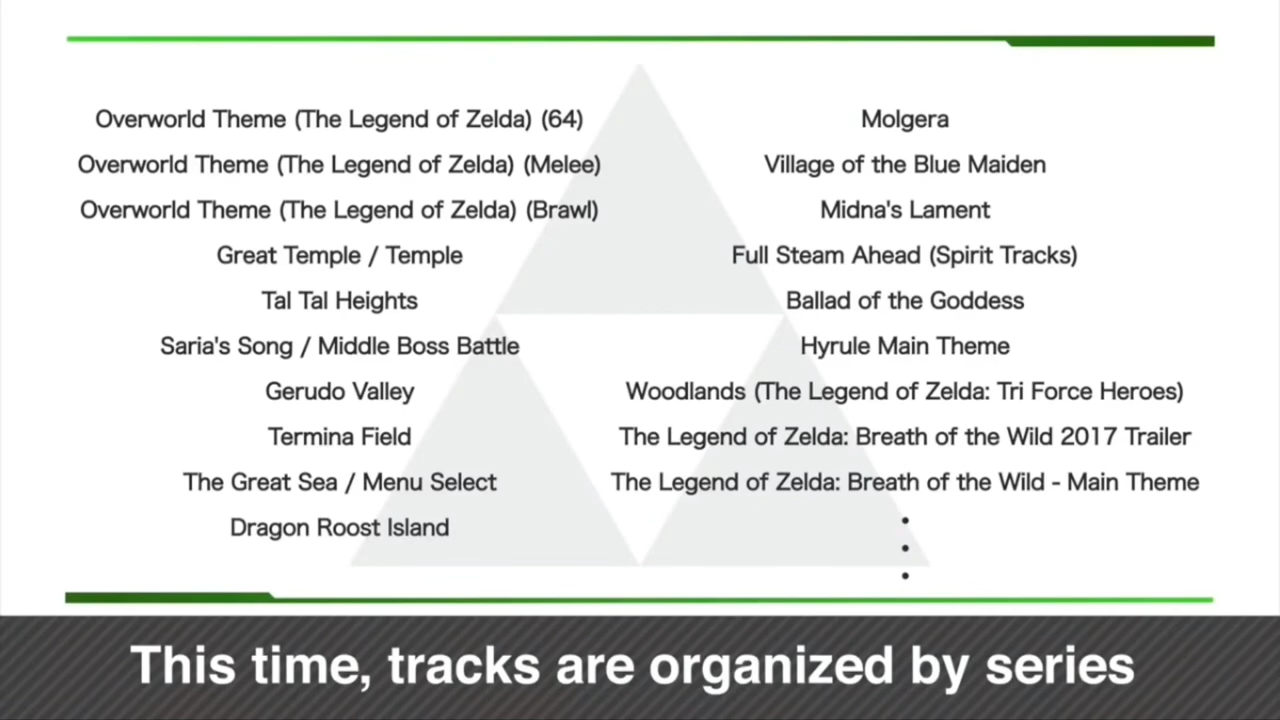 Overworld Theme (The Legend of Zelda) (64)
Overworld Theme (The Legend of Zelda) (Melee)
Overworld Theme (The Legend of Zelda) (Brawl)
Great Temple / Temple
Tal Tal Heights
Saria's Song / Middle Boss Battle
Gerudo Valley
Termina Field
The Great Sea / Menu Select
Dragon Roost Island
Molgera
Village of the Blue Maiden
Midna's Lament
Full Steam Ahead (Spirit Tracks)
Ballad of the Goddess
Hyrule Main Theme
Woodlands (The Legend of Zelda: Tri Force Heroes)
The Legend of Zelda: Breath of the Wild 2017 Trailer
The Legend of Zelda: Breath of the Wild - Main Theme
•
•
•
This time, tracks are organized by series